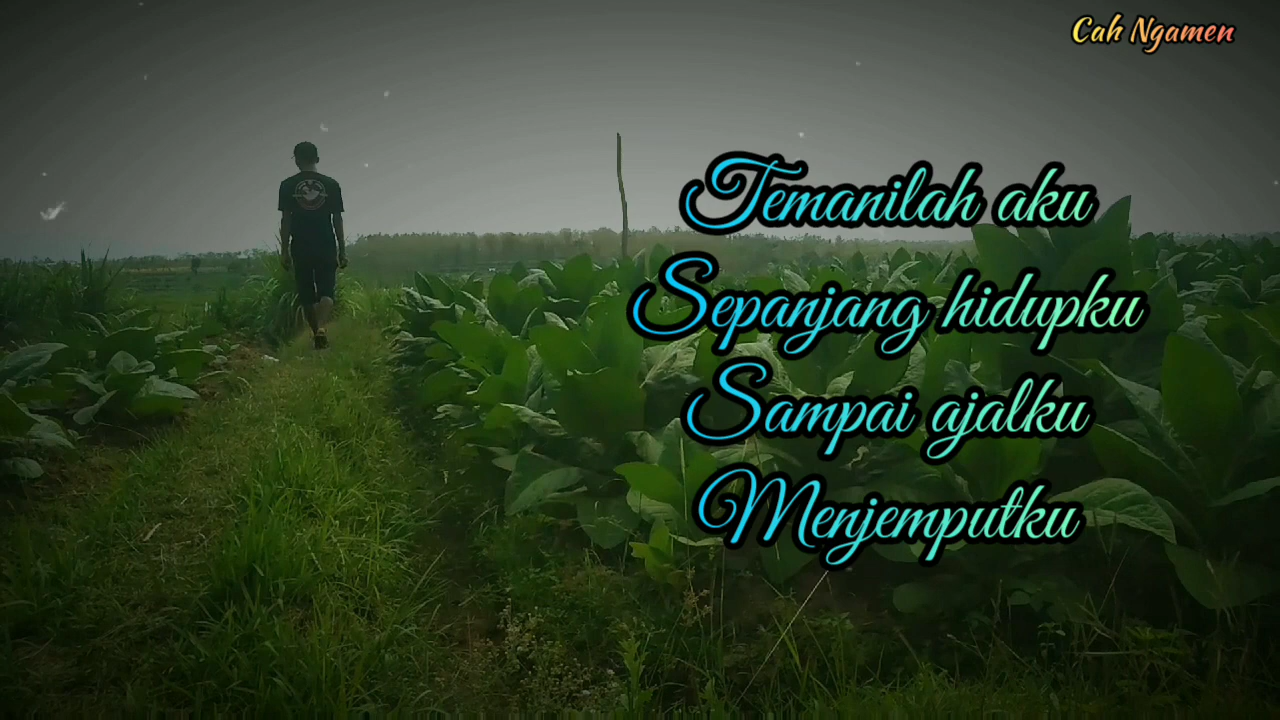 Cah Ngamen
Temanilah aku
Sepanjang hidupku
Sampai ajalku
Menjemputku